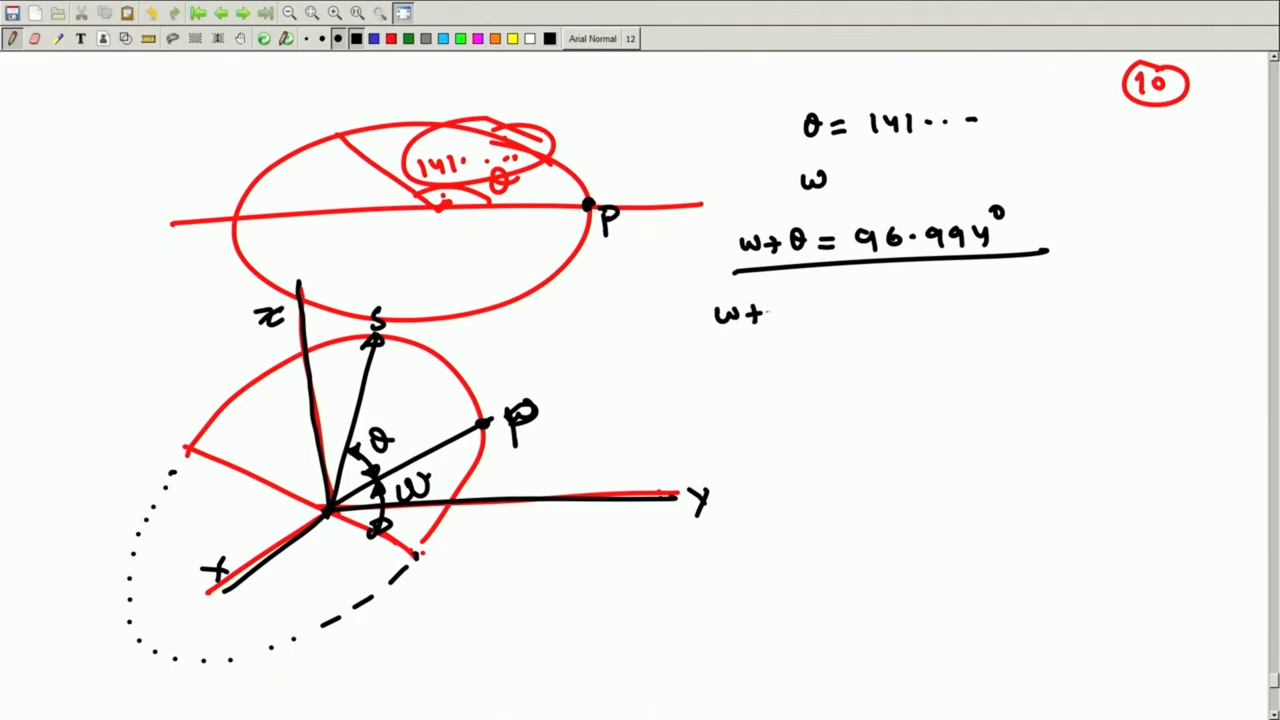 Arial Normal 12
10
θ = 141.. -
ω
ω+θ = 96.994°
ω+
141. . ..
θ
P
S
z
θ
P
ω
y
x